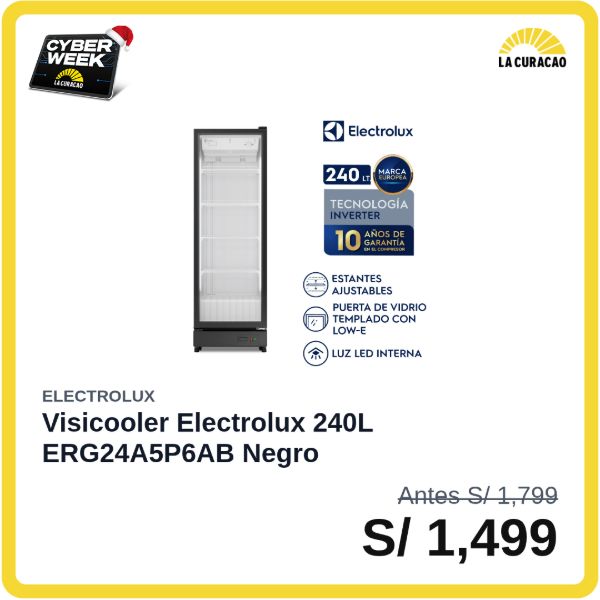 CYBER
WEEK
LA CURACAO
LA CURACAO
Electrolux
240 LT.
MARCA
EUROPEA
TECNOLOGÍA
INVERTER
10 AÑOS DE
GARANTÍA
EN EL COMPRESOR
ESTANTES
AJUSTABLES
PUERTA DE VIDRIO
TEMPLADO CON
LOW-E
LUZ LED INTERNA
ELECTROLUX
Visicooler Electrolux 240L
ERG24A5P6AB Negro
Antes S/ 1,799
S/ 1,499